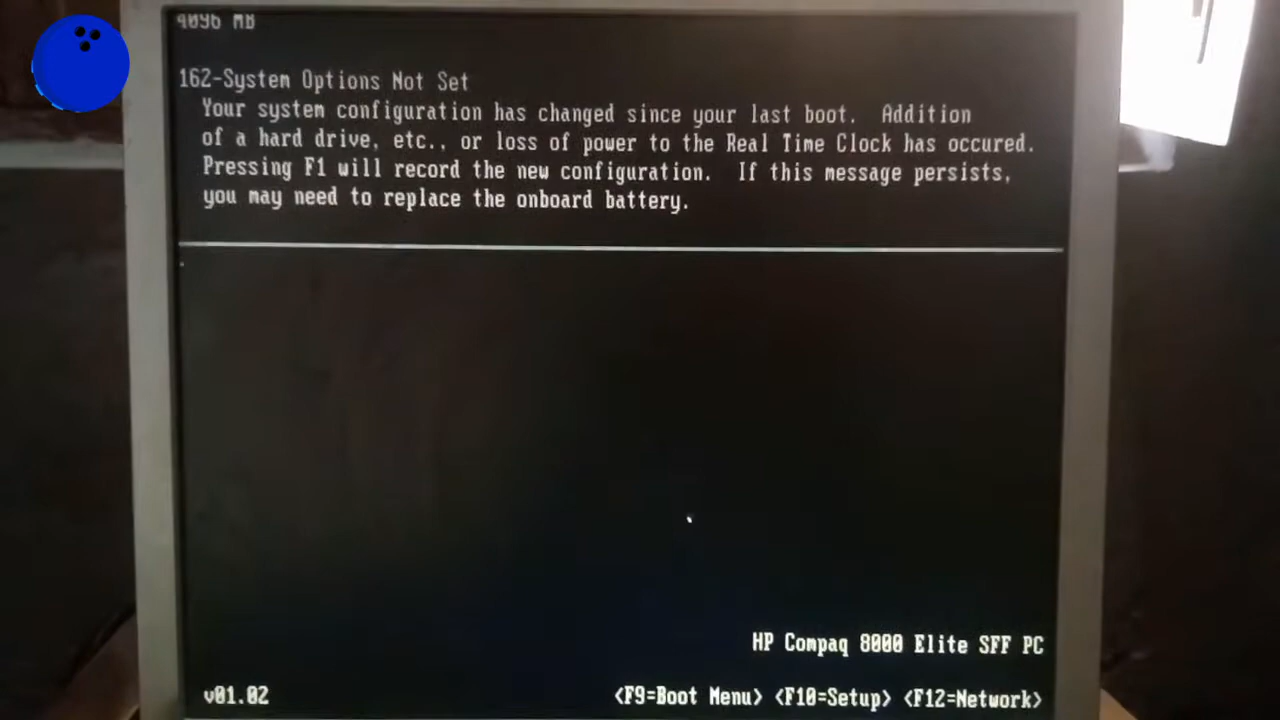 4096 MB
162-System Options Not Set
Your system configuration has changed since your last boot. Addition
of a hard drive, etc., or loss of power to the Real Time Clock has occured.
Pressing F1 will record the new configuration. If this message persists,
you may need to replace the onboard battery.
HP Compaq 8000 Elite SFF PC
v01.02 <F9=Boot Menu> <F10=Setup> <F12=Network>